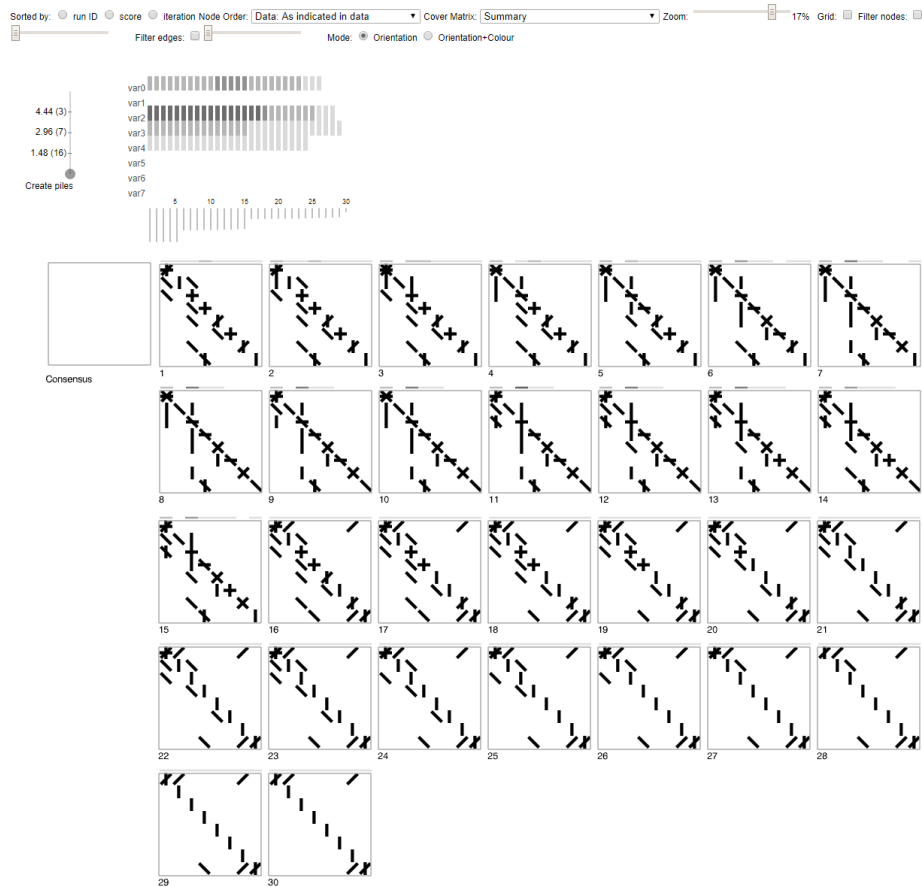 Sorted by: run ID score iteration Node Order: Data: As indicated in data Cover Matrix: Summary Zoom: 17% Grid: Filter nodes:
Filter edges: Mode: Orientation Orientation+Colour
var0
var1
4.44 (3)
var2
2.96 (7)
var3
1.48 (16)
var4
var5
var6
Create piles
var7
5 10 15 20 25 30
Consensus
1 2 3 4 5 6 7
8 9 10 11 12 13 14
15 16 17 18 19 20 21
22 23 24 25 26 27 28
29 30